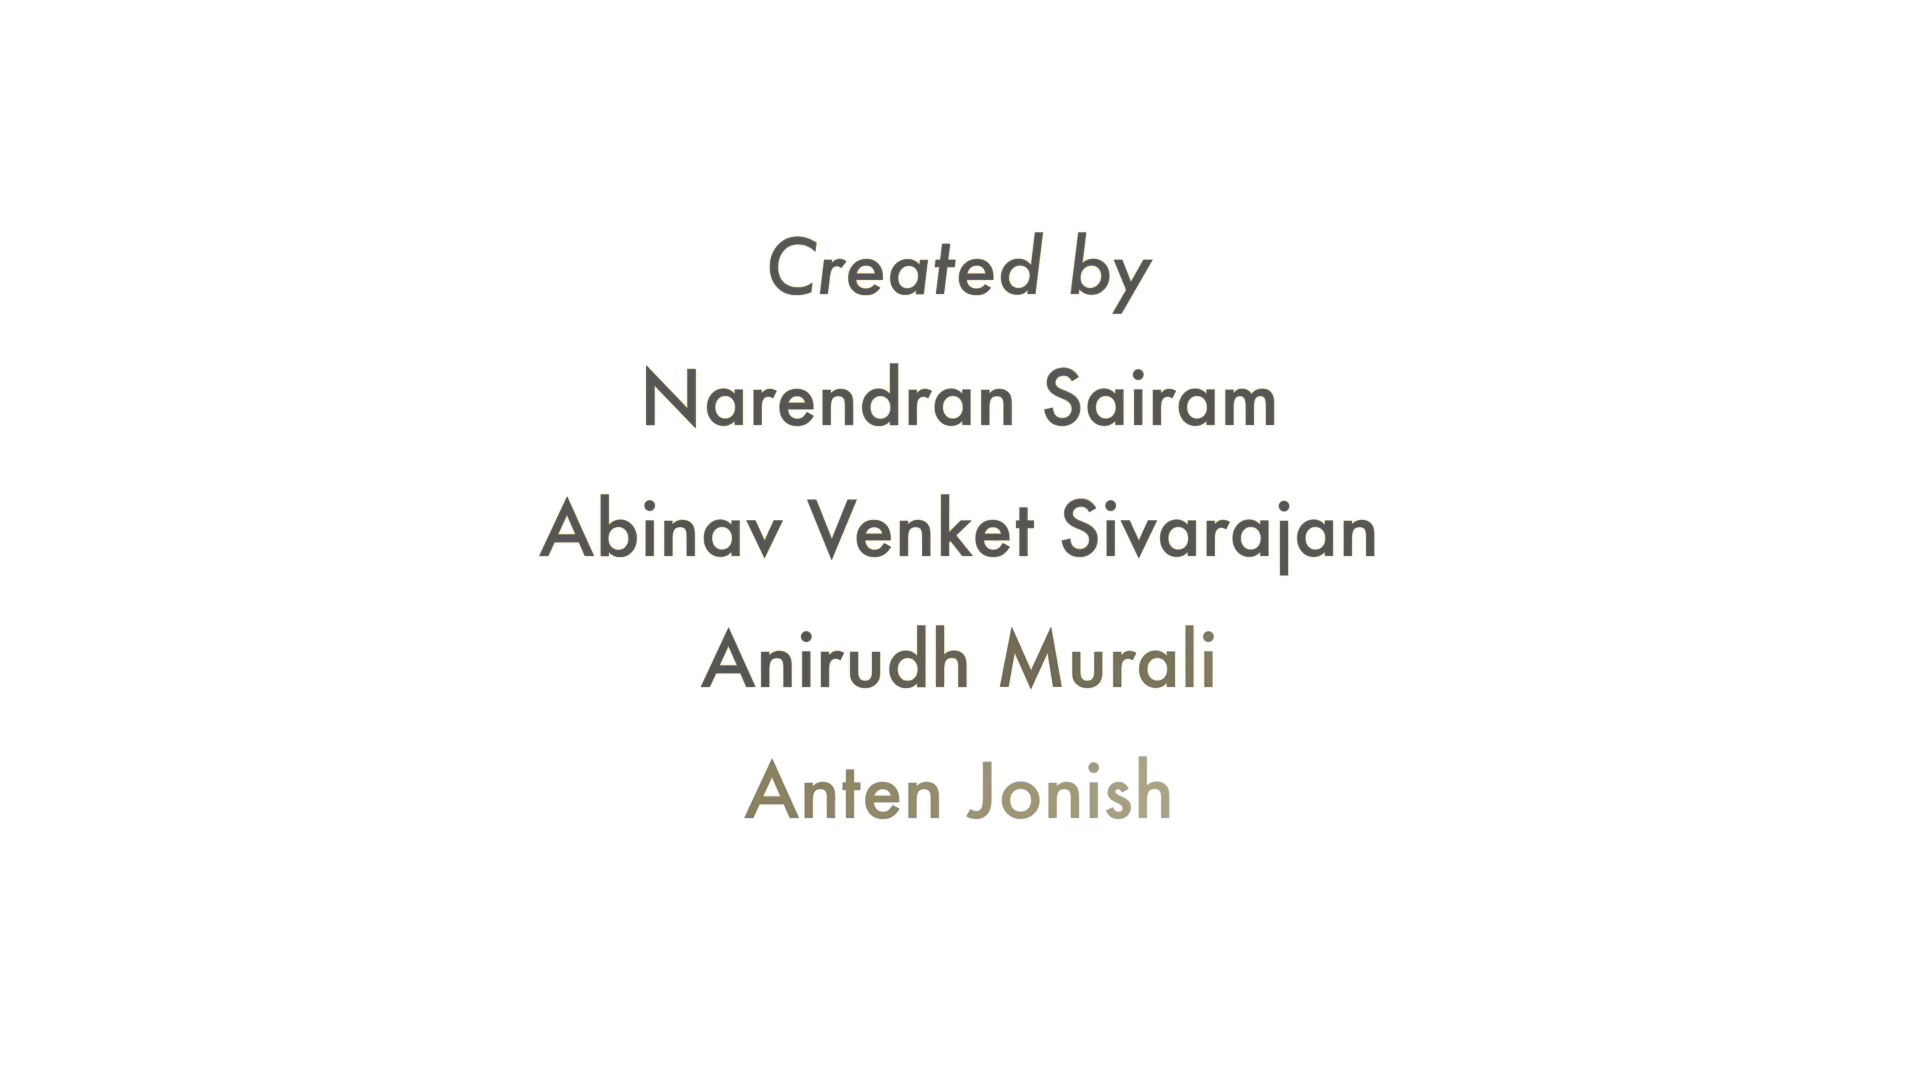 Created by
Narendran Sairam
Abinav Venket Sivarajan
Anirudh Murali
Anten Jonish